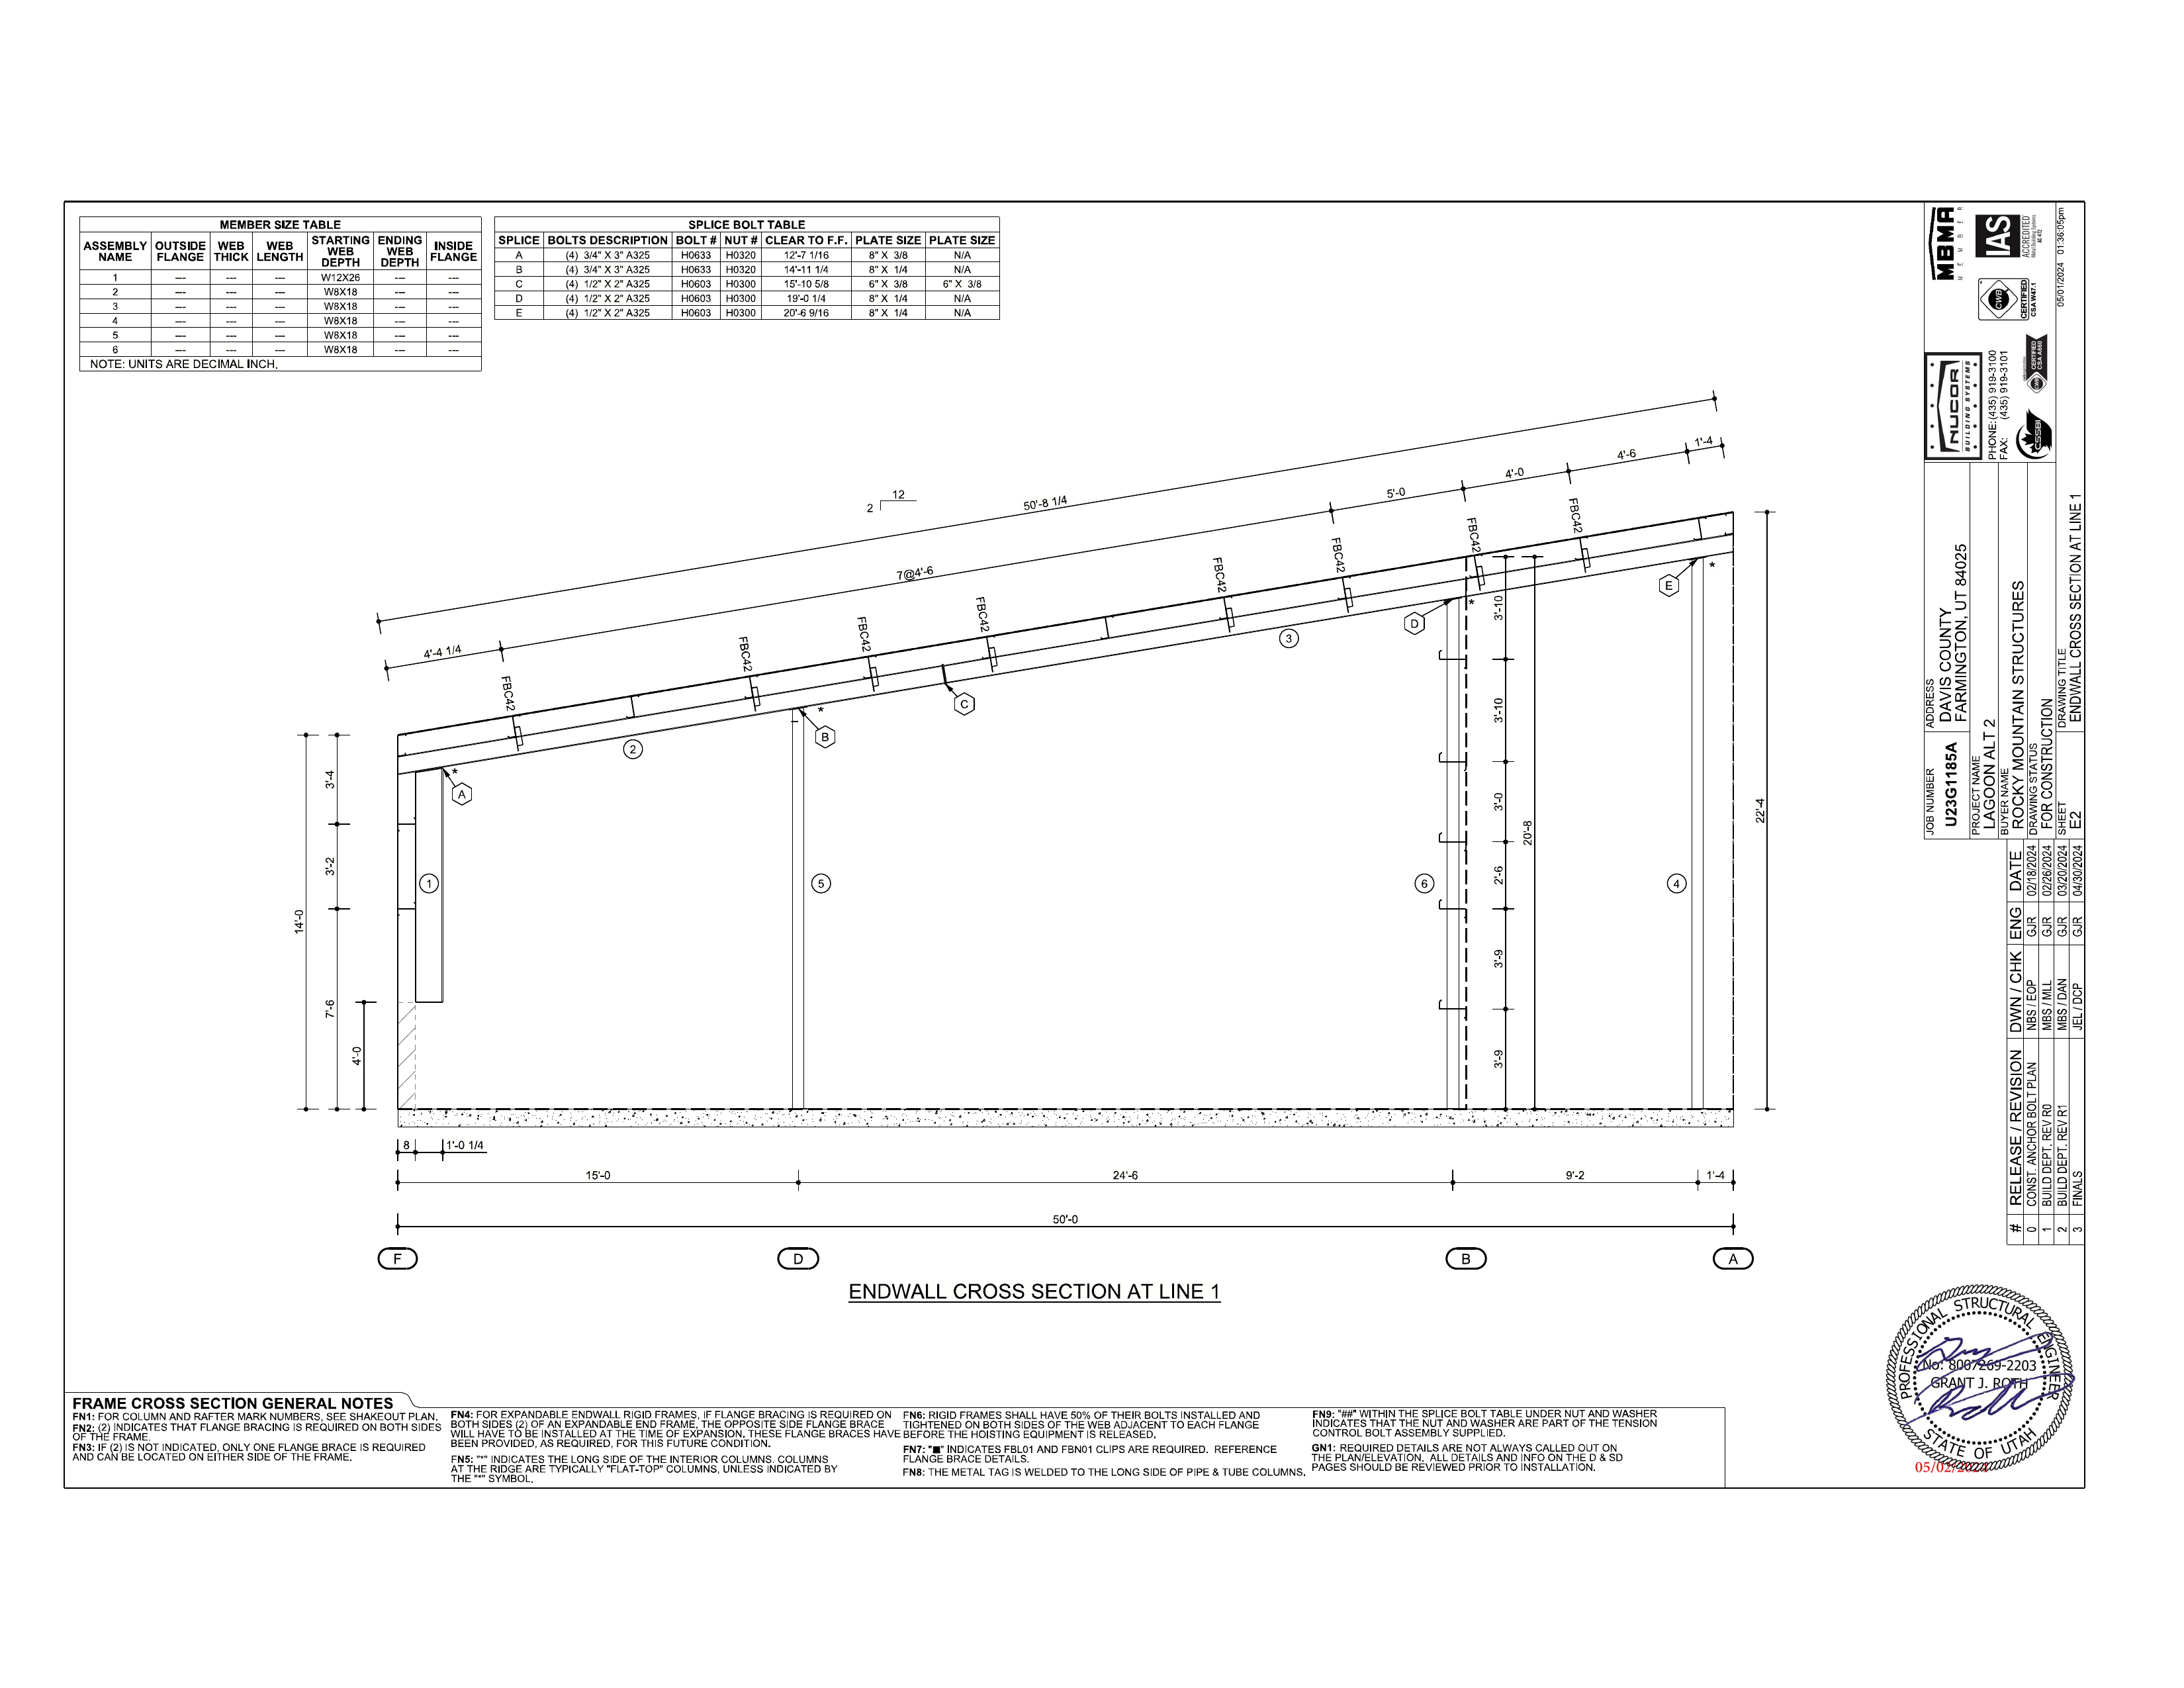 MEMBER SIZE TABLE
ASSEMBLY NAME OUTSIDE FLANGE WEB THICK WEB LENGTH STARTING WEB DEPTH ENDING WEB DEPTH INSIDE FLANGE
1 --- --- --- W12X26 --- ---
2 --- --- --- W8X18 --- ---
3 --- --- --- W8X18 --- ---
4 --- --- --- W8X18 --- ---
5 --- --- --- W8X18 --- ---
6 --- --- --- W8X18 --- ---
NOTE: UNITS ARE DECIMAL INCH.
SPLICE BOLT TABLE
SPLICE BOLTS DESCRIPTION BOLT # NUT # CLEAR TO F.F. PLATE SIZE PLATE SIZE
A (4) 3/4" X 3" A325 H0633 H0320 12'-7 1/16 8" X 3/8 N/A
B (4) 3/4" X 3" A325 H0633 H0320 14'-11 1/4 8" X 1/4 N/A
C (4) 1/2" X 2" A325 H0603 H0300 15'-10 5/8 6" X 3/8 6" X 3/8
D (4) 1/2" X 2" A325 H0603 H0300 19'-0 1/4 8" X 1/4 N/A
E (4) 1/2" X 2" A325 H0603 H0300 20'-6 9/16 8" X 1/4 N/A
12
2
50'-8 1/4
4'-4 1/4
7@4'-6
5'-0
4'-0
4'-6
1'-4
FBC42
FBC42
FBC42
FBC42
FBC42
FBC42
FBC42
FBC42
A
B
C
D
E
*
*
*
*
1
2
3
4
5
6
14'-0
3'-4
3'-2
7'-6
4'-0
3'-10
3'-10
3'-0
2'-6
3'-9
3'-9
20'-8
22'-4
8
1'-0 1/4
15'-0
24'-6
9'-2
1'-4
50'-0
F
D
B
A
ENDWALL CROSS SECTION AT LINE 1
FRAME CROSS SECTION GENERAL NOTES
FN1: FOR COLUMN AND RAFTER MARK NUMBERS, SEE SHAKEOUT PLAN.
FN2: (2) INDICATES THAT FLANGE BRACING IS REQUIRED ON BOTH SIDES
OF THE FRAME.
FN3: IF (2) IS NOT INDICATED, ONLY ONE FLANGE BRACE IS REQUIRED
AND CAN BE LOCATED ON EITHER SIDE OF THE FRAME.
FN4: FOR EXPANDABLE ENDWALL RIGID FRAMES, IF FLANGE BRACING IS REQUIRED ON
BOTH SIDES (2) OF AN EXPANDABLE END FRAME, THE OPPOSITE SIDE FLANGE BRACE
WILL HAVE TO BE INSTALLED AT THE TIME OF EXPANSION. THESE FLANGE BRACES HAVE
BEEN PROVIDED, AS REQUIRED, FOR THIS FUTURE CONDITION.
FN5: "*" INDICATES THE LONG SIDE OF THE INTERIOR COLUMNS. COLUMNS
AT THE RIDGE ARE TYPICALLY "FLAT-TOP" COLUMNS, UNLESS INDICATED BY
THE "*" SYMBOL.
FN6: RIGID FRAMES SHALL HAVE 50% OF THEIR BOLTS INSTALLED AND
TIGHTENED ON BOTH SIDES OF THE WEB ADJACENT TO EACH FLANGE
BEFORE THE HOISTING EQUIPMENT IS RELEASED.
FN7: "■" INDICATES FBL01 AND FBN01 CLIPS ARE REQUIRED. REFERENCE
FLANGE BRACE DETAILS.
FN8: THE METAL TAG IS WELDED TO THE LONG SIDE OF PIPE & TUBE COLUMNS.
FN9: "##" WITHIN THE SPLICE BOLT TABLE UNDER NUT AND WASHER
INDICATES THAT THE NUT AND WASHER ARE PART OF THE TENSION
CONTROL BOLT ASSEMBLY SUPPLIED.
GN1: REQUIRED DETAILS ARE NOT ALWAYS CALLED OUT ON
THE PLAN/ELEVATION. ALL DETAILS AND INFO ON THE D & SD
PAGES SHOULD BE REVIEWED PRIOR TO INSTALLATION.
MBMA
MEMBER
IAS
ACCREDITED
CWB
CERTIFIED
CSA W47.1
CERTIFIED
CSA A660
CSSBI
05/01/2024 01:36:05pm
NUCOR
BUILDING SYSTEMS
PHONE: (435) 919-3100
FAX: (435) 919-3101
JOB NUMBER
U23G1185A
ADDRESS
DAVIS COUNTY
FARMINGTON, UT 84025
PROJECT NAME
LAGOON ALT 2
BUYER NAME
ROCKY MOUNTAIN STRUCTURES
DRAWING STATUS
FOR CONSTRUCTION
SHEET
E2
DRAWING TITLE
ENDWALL CROSS SECTION AT LINE 1
# RELEASE / REVISION DWN / CHK ENG DATE
0 CONST. ANCHOR BOLT PLAN NBS / EOP GJR 02/18/2024
1 BUILD DEPT. REV R0 MBS / MLL GJR 02/26/2024
2 BUILD DEPT. REV R1 MBS / DAN GJR 03/20/2024
3 FINALS JEL / DCP GJR 04/30/2024
PROFESSIONAL STRUCTURAL ENGINEER
No: 8007269-2203
GRANT J. ROTH
STATE OF UTAH